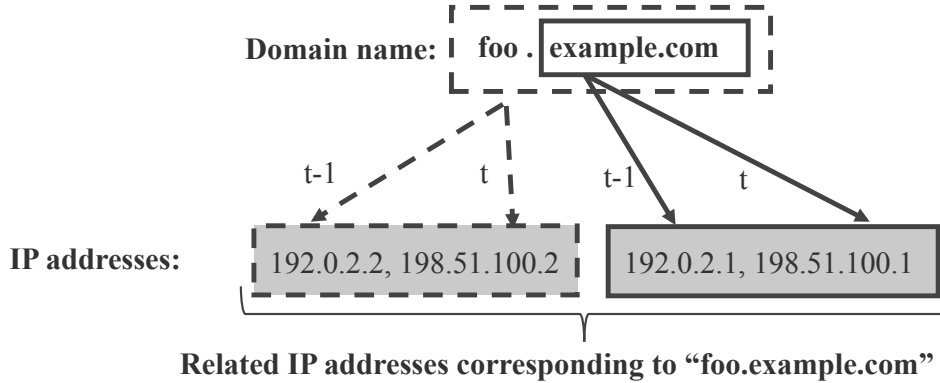 Domain name: foo . example.com
t-1 t t-1 t
IP addresses: 192.0.2.2, 198.51.100.2 192.0.2.1, 198.51.100.1
Related IP addresses corresponding to “foo.example.com”